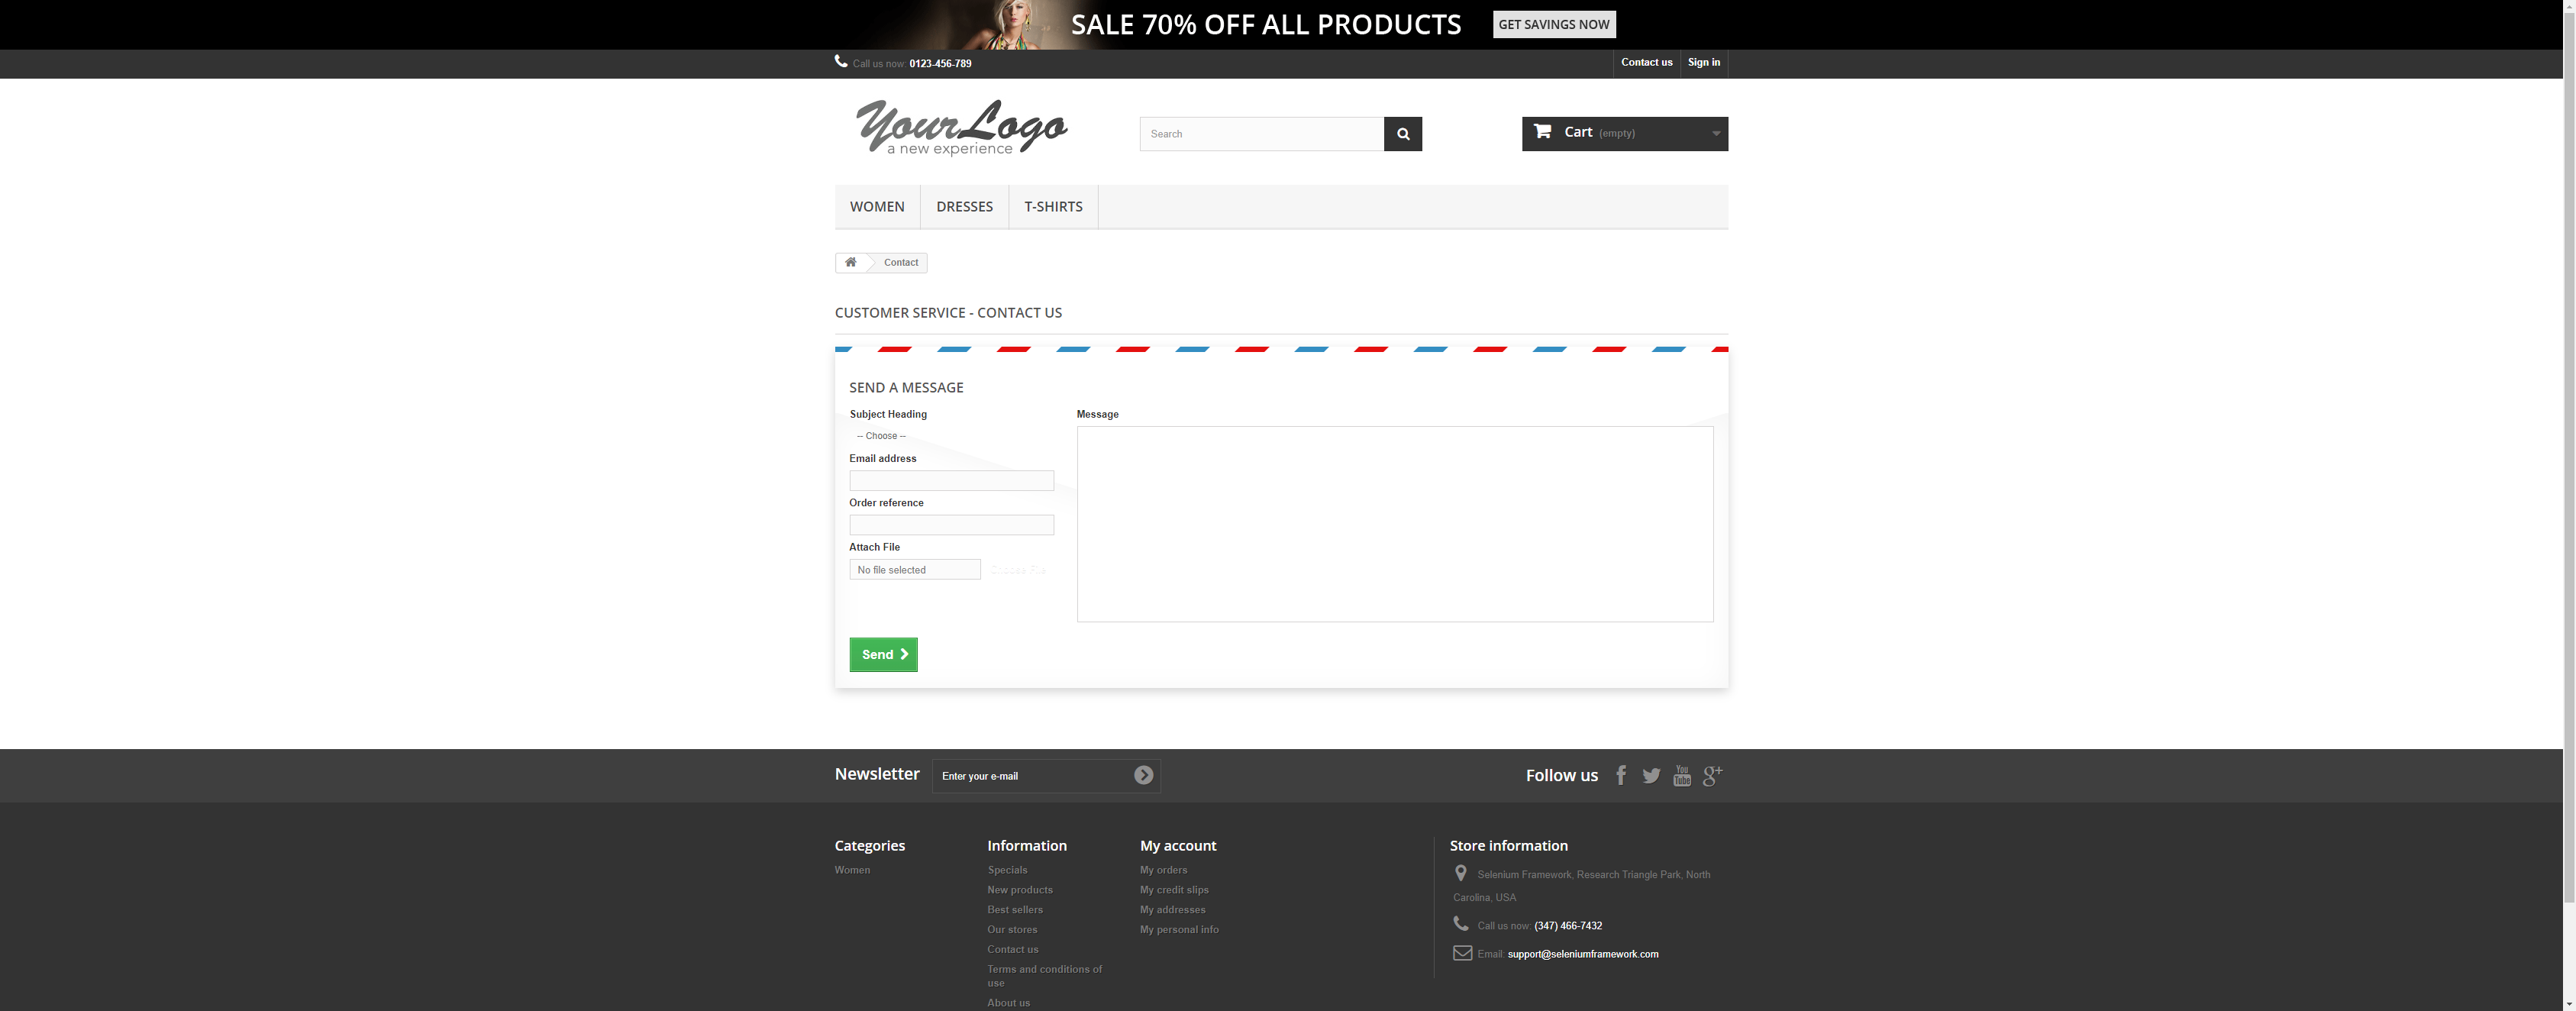 SALE 70% OFF ALL PRODUCTS GET SAVINGS NOW
Call us now: 0123-456-789
Contact us
Sign in
YourLogo
a new experience
Search
Cart (empty)
WOMEN
DRESSES
T-SHIRTS
Contact
CUSTOMER SERVICE - CONTACT US
SEND A MESSAGE
Subject Heading
-- Choose --
Email address
Order reference
Attach File
No file selected
Choose File
Message
Send
Newsletter
Enter your e-mail
Follow us
You
Tube
g+
Categories
Women
Information
Specials
New products
Best sellers
Our stores
Contact us
Terms and conditions of
use
About us
My account
My orders
My credit slips
My addresses
My personal info
Store information
Selenium Framework, Research Triangle Park, North
Carolina, USA
Call us now: (347) 466-7432
Email: support@seleniumframework.com